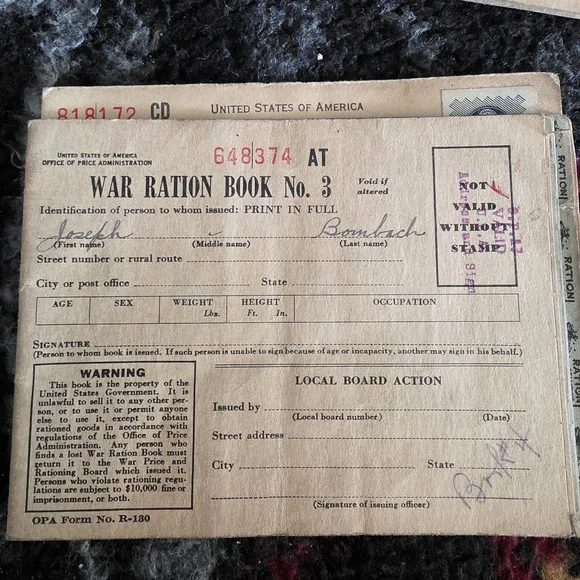 818172 CD
UNITED STATES OF AMERICA
UNITED STATES OF AMERICA
OFFICE OF PRICE ADMINISTRATION
648374 AT
WAR RATION BOOK No. 3
Void if
altered
NOT
VALID
WITHOUT
STAMP
VALID
Identification of person to whom issued: PRINT IN FULL
Joseph - Bombach
(First name) (Middle name) (Last name)
Street number or rural route
City or post office State
AGE SEX WEIGHT HEIGHT OCCUPATION
Lbs. Ft. In.
SIGNATURE
(Person to whom book is issued. If such person is unable to sign because of age or incapacity, another may sign in his behalf.)
WARNING
This book is the property of the
United States Government. It is
unlawful to sell it to any other per-
son, or to use it or permit anyone
else to use it, except to obtain
rationed goods in accordance with
regulations of the Office of Price
Administration. Any person who
finds a lost War Ration Book must
return it to the War Price and
Rationing Board which issued it.
Persons who violate rationing regu-
lations are subject to $10,000 fine or
imprisonment, or both.
LOCAL BOARD ACTION
Issued by
(Local board number) (Date)
Street address
City State
(Signature of issuing officer)
OPA Form No. R-130
RATION
RATION
RATION
RATION